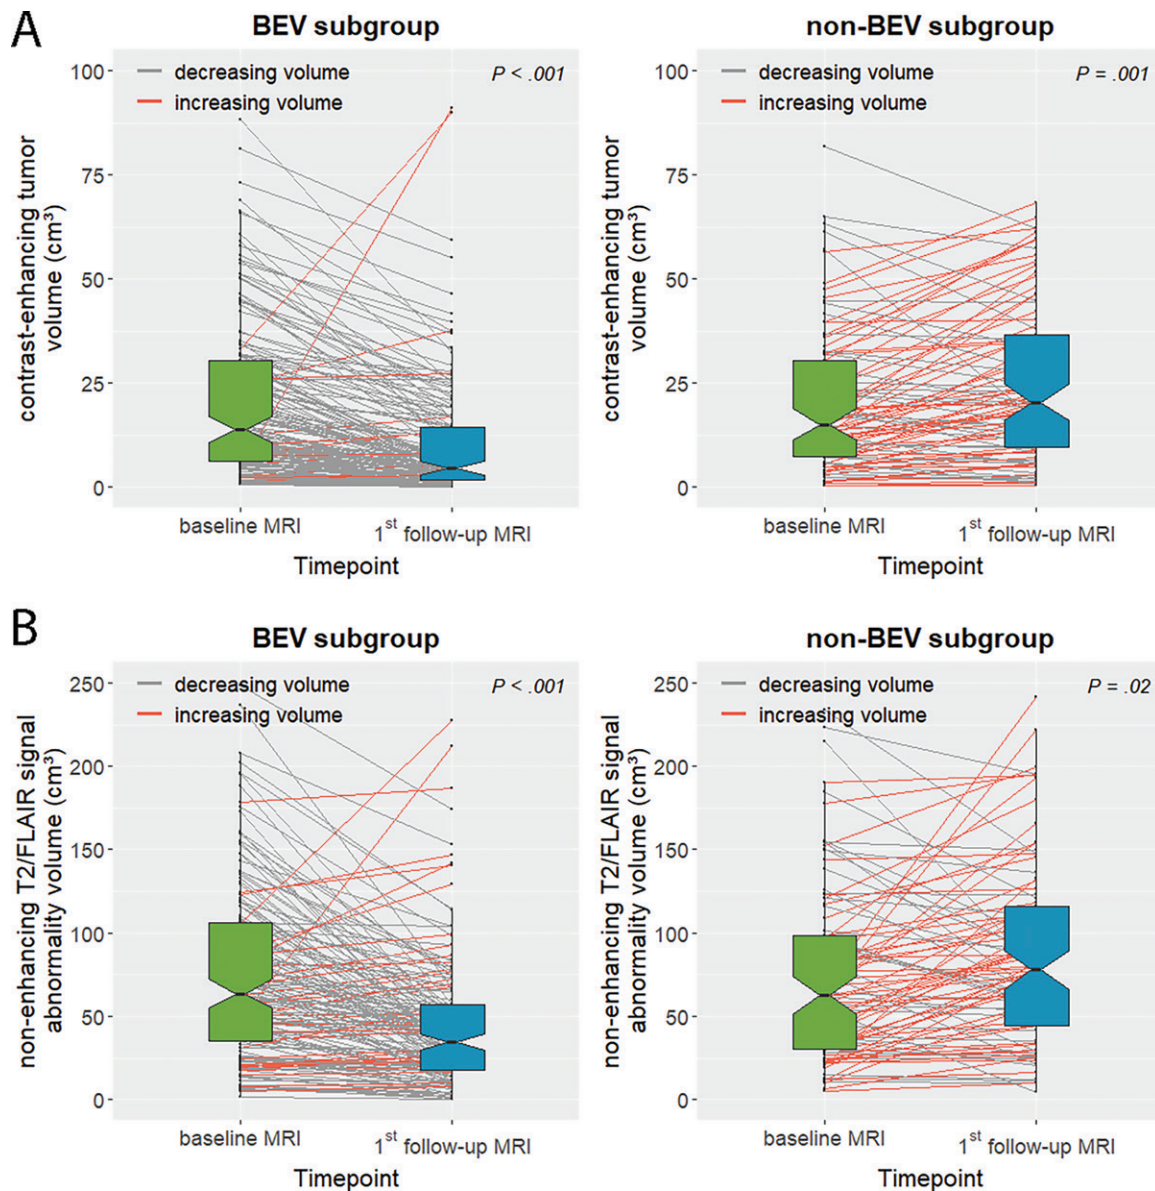 A
BEV subgroup
non-BEV subgroup
decreasing volume
increasing volume
P < .001
decreasing volume
increasing volume
P = .001
contrast-enhancing tumor
volume (cm³)
100
75
50
25
0
contrast-enhancing tumor
volume (cm³)
100
75
50
25
0
baseline MRI
1st follow-up MRI
Timepoint
baseline MRI
1st follow-up MRI
Timepoint
B
BEV subgroup
non-BEV subgroup
decreasing volume
increasing volume
P < .001
decreasing volume
increasing volume
P = .02
non-enhancing T2/FLAIR signal
abnormality volume (cm³)
250
200
150
100
50
0
non-enhancing T2/FLAIR signal
abnormality volume (cm³)
250
200
150
100
50
0
baseline MRI
1st follow-up MRI
Timepoint
baseline MRI
1st follow-up MRI
Timepoint